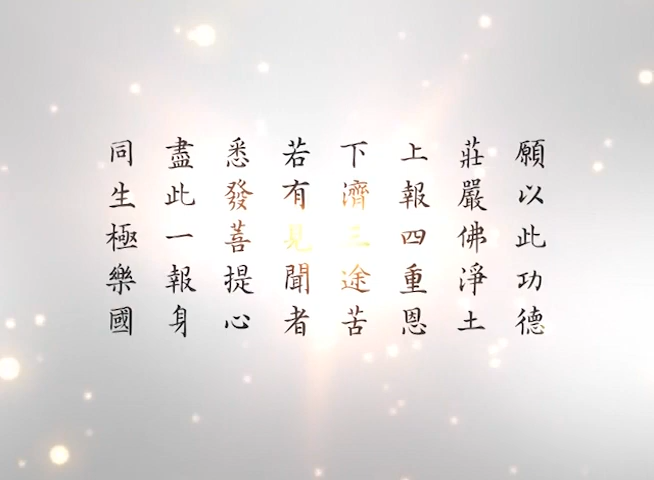 願以此功德
莊嚴佛淨土
上報四重恩
下濟三途苦
若有見聞者
悉發菩提心
盡此一報身
同生極樂國